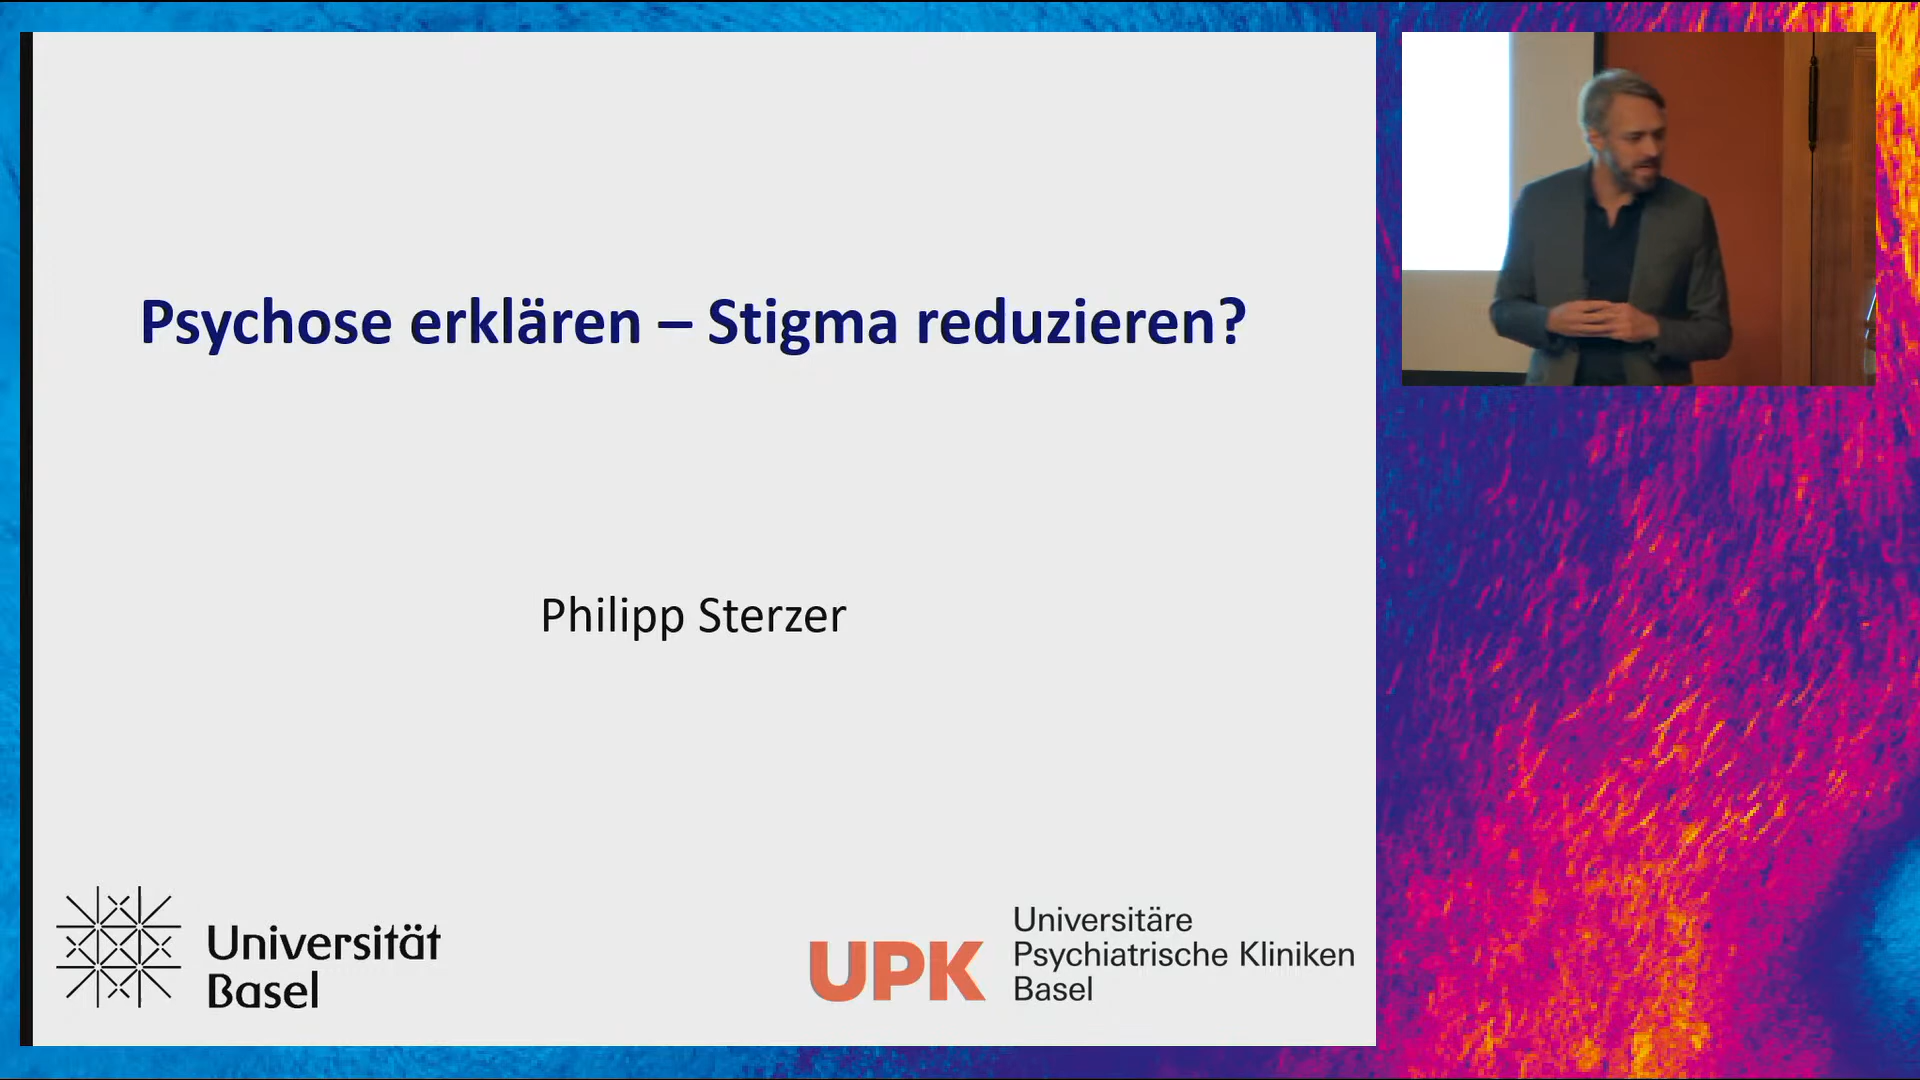 Psychose erklären – Stigma reduzieren?
Philipp Sterzer
Universität
Basel
UPK
Universitäre
Psychiatrische Kliniken
Basel